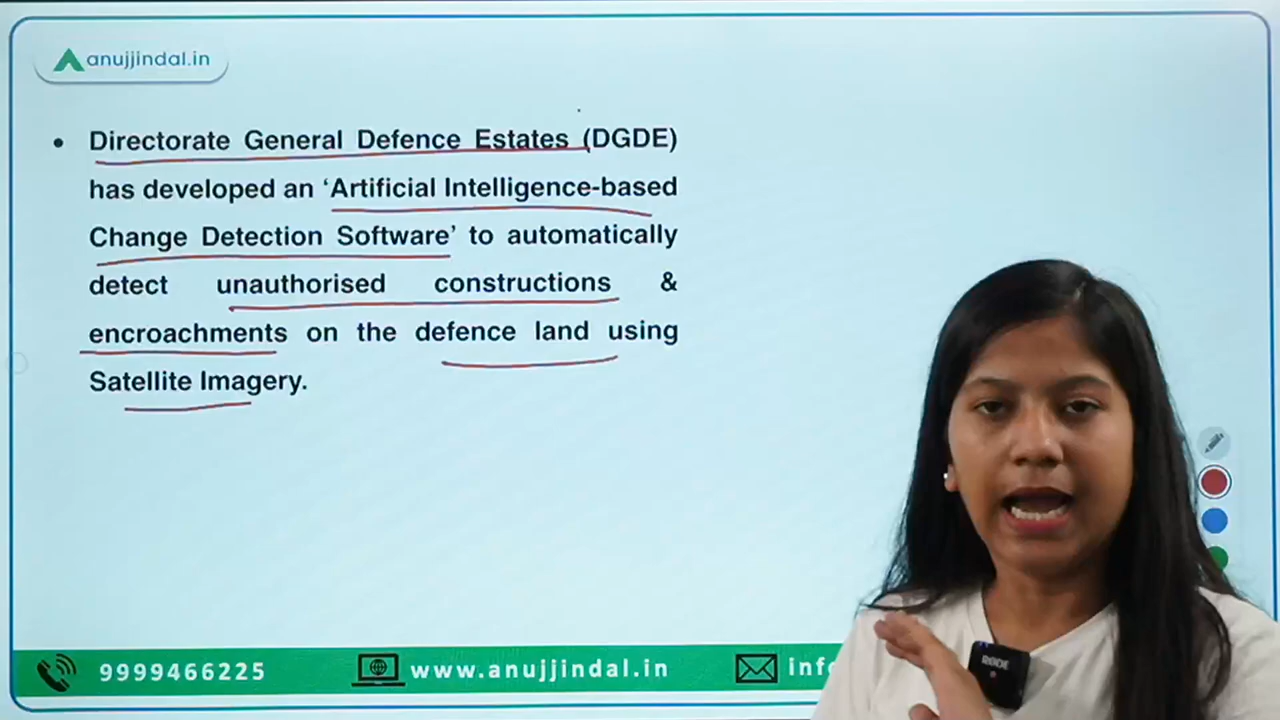 anujjindal.in
• Directorate General Defence Estates (DGDE)
has developed an ‘Artificial Intelligence-based
Change Detection Software’ to automatically
detect unauthorised constructions &
encroachments on the defence land using
Satellite Imagery.
RØDE
9999466225
www.anujjindal.in